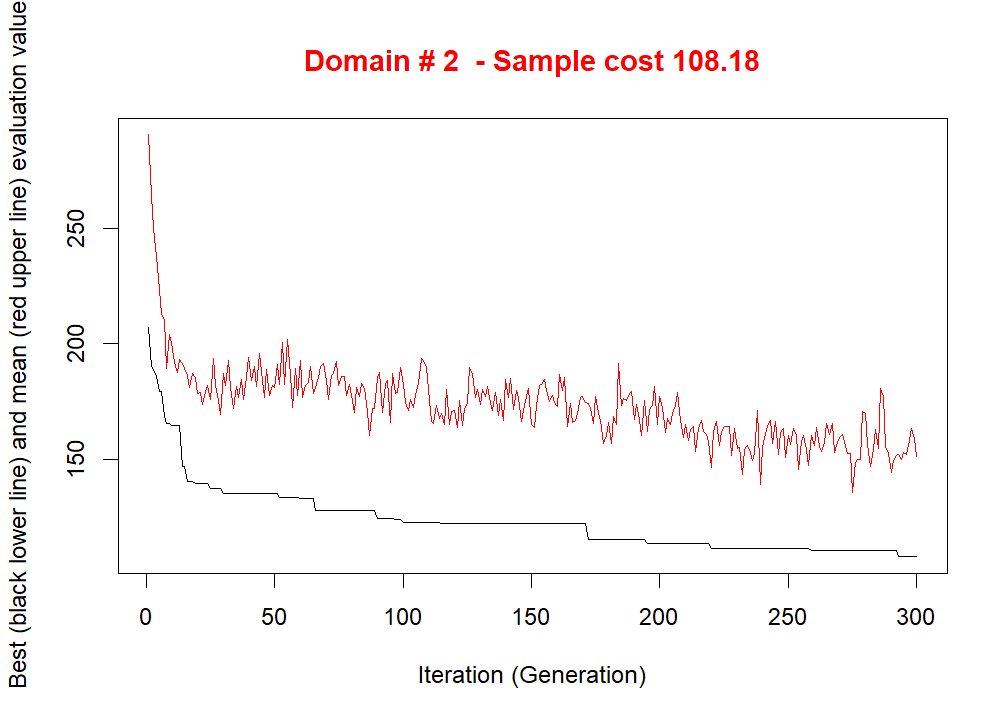 Domain # 2  - Sample cost 108.18
Best (black lower line) and mean (red upper line) evaluation value
250
200
150
0 50 100 150 200 250 300
Iteration (Generation)